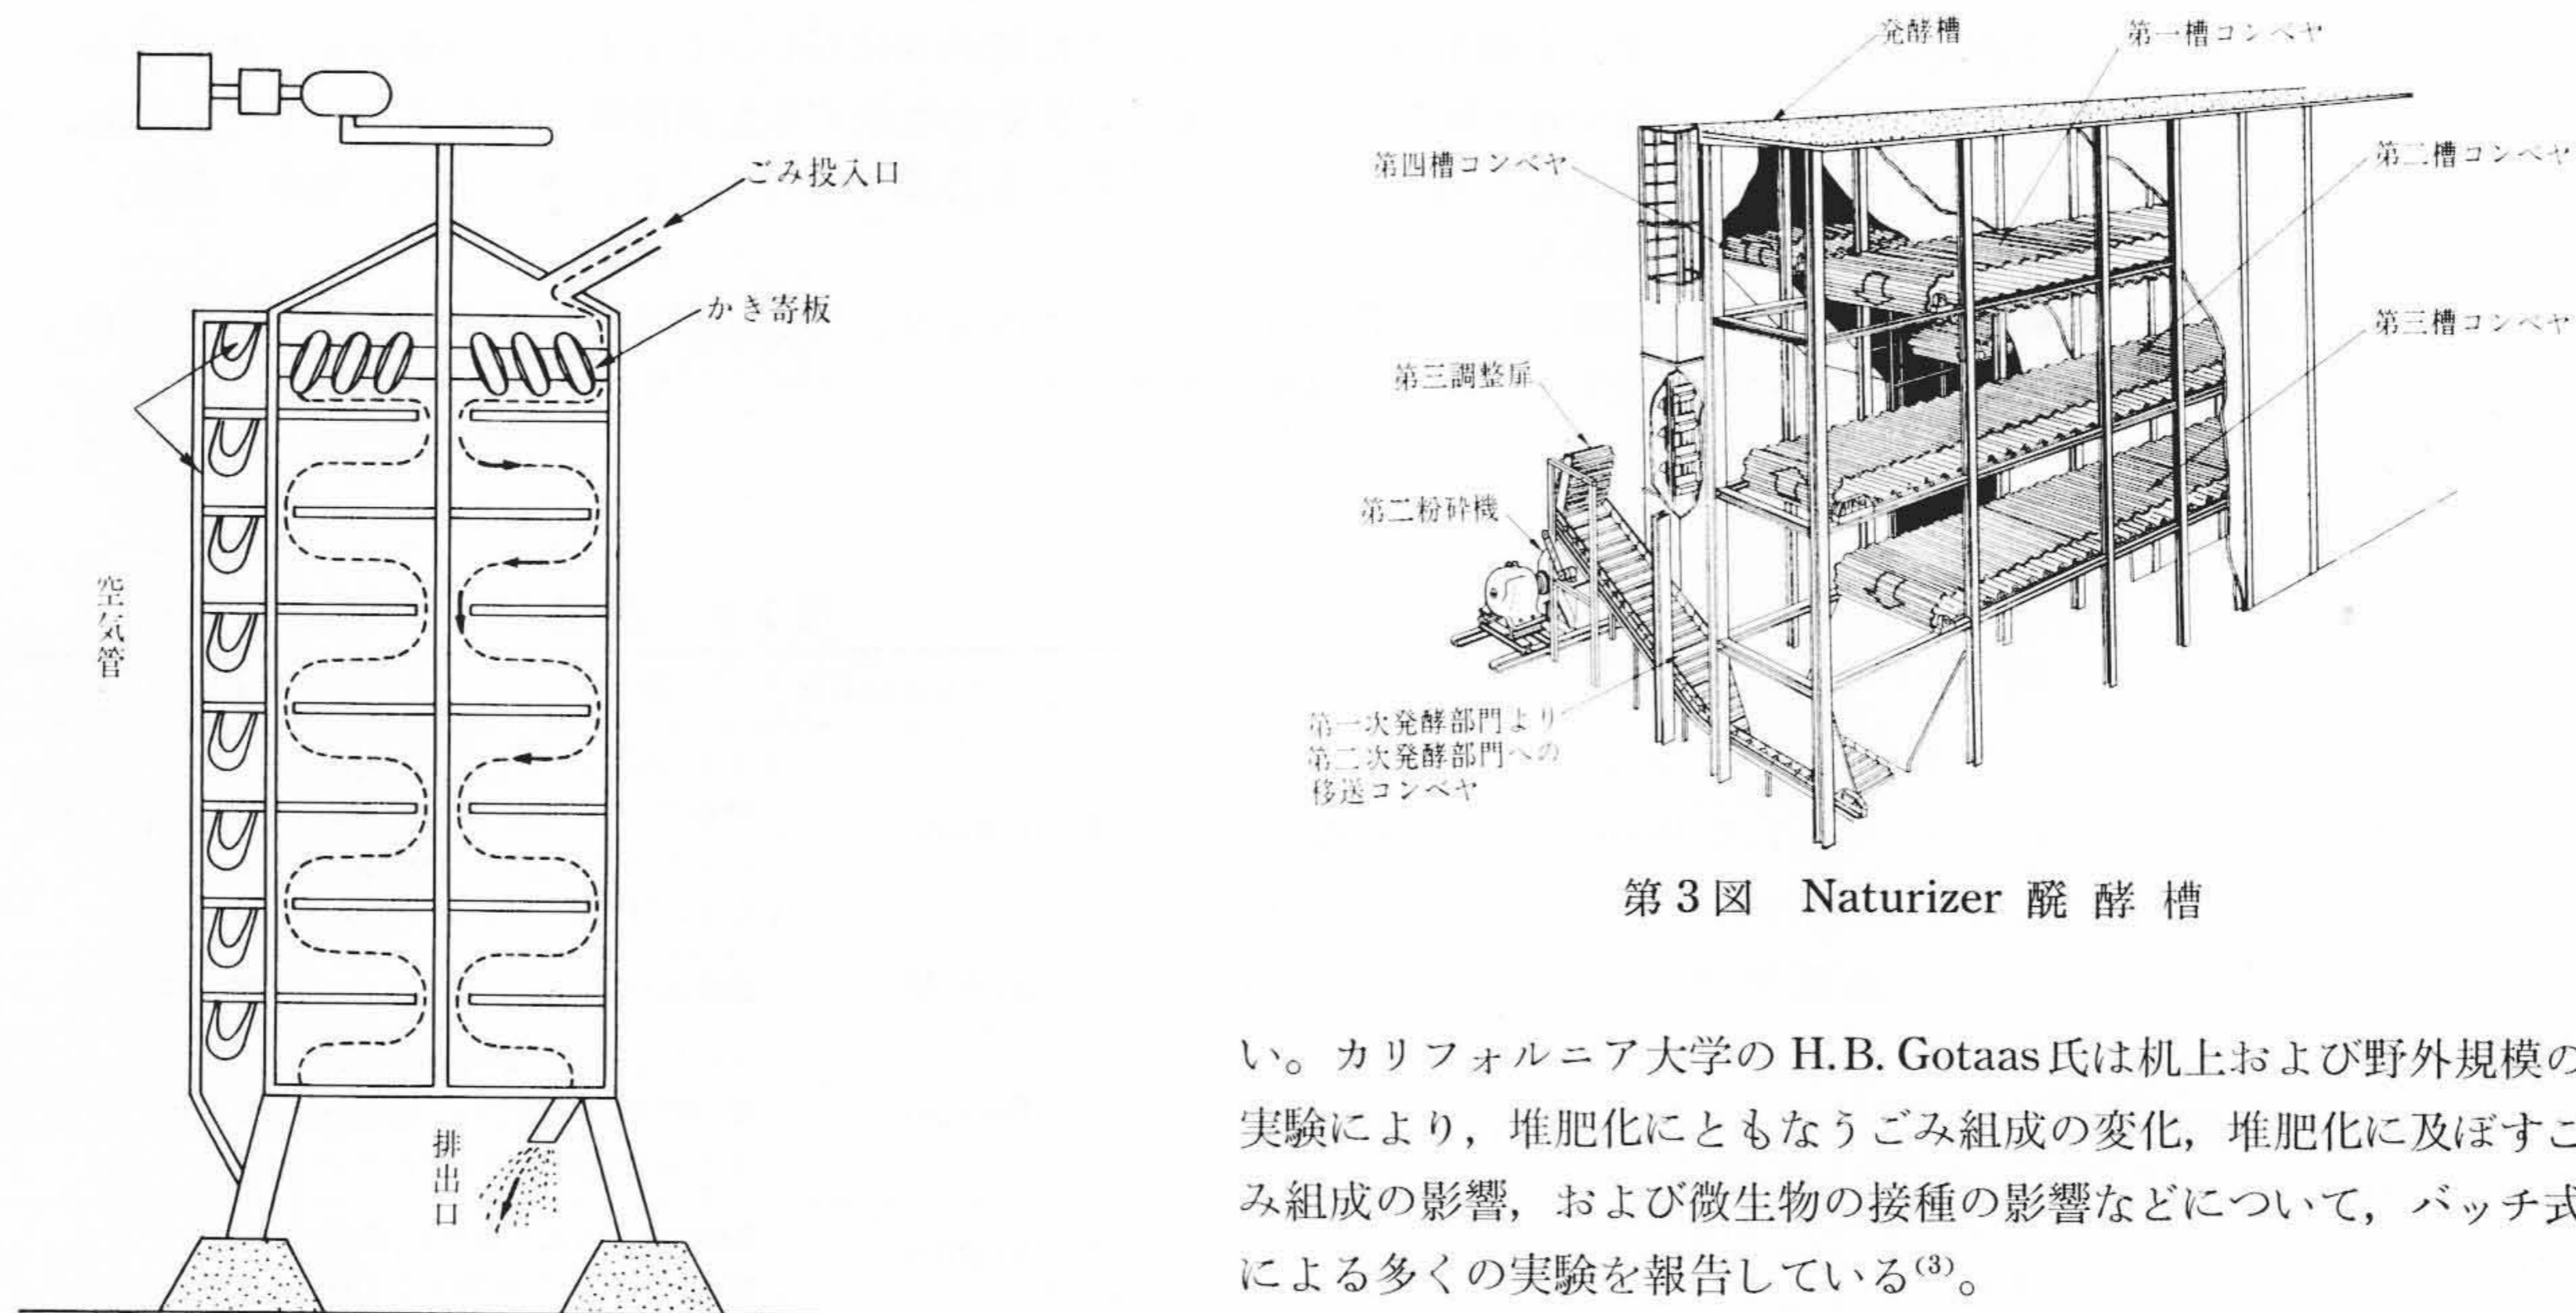 ごみ投入口
かき寄板
空気管
排出口
発酵槽
第一槽コンベヤ
第四槽コンベヤ
第二槽コンベヤ
第三槽コンベヤ
第三調整扉
第二粉砕機
第一次発酵部門より
第二次発酵部門への
移送コンベヤ
第3図 Naturizer 醗酵槽
い。カリフォルニア大学の H.B. Gotaas氏は机上および野外規模の
実験により，堆肥化にともなうごみ組成の変化，堆肥化に及ぼすご
み組成の影響，および微生物の接種の影響などについて，バッチ式
による多くの実験を報告している⁽³⁾。